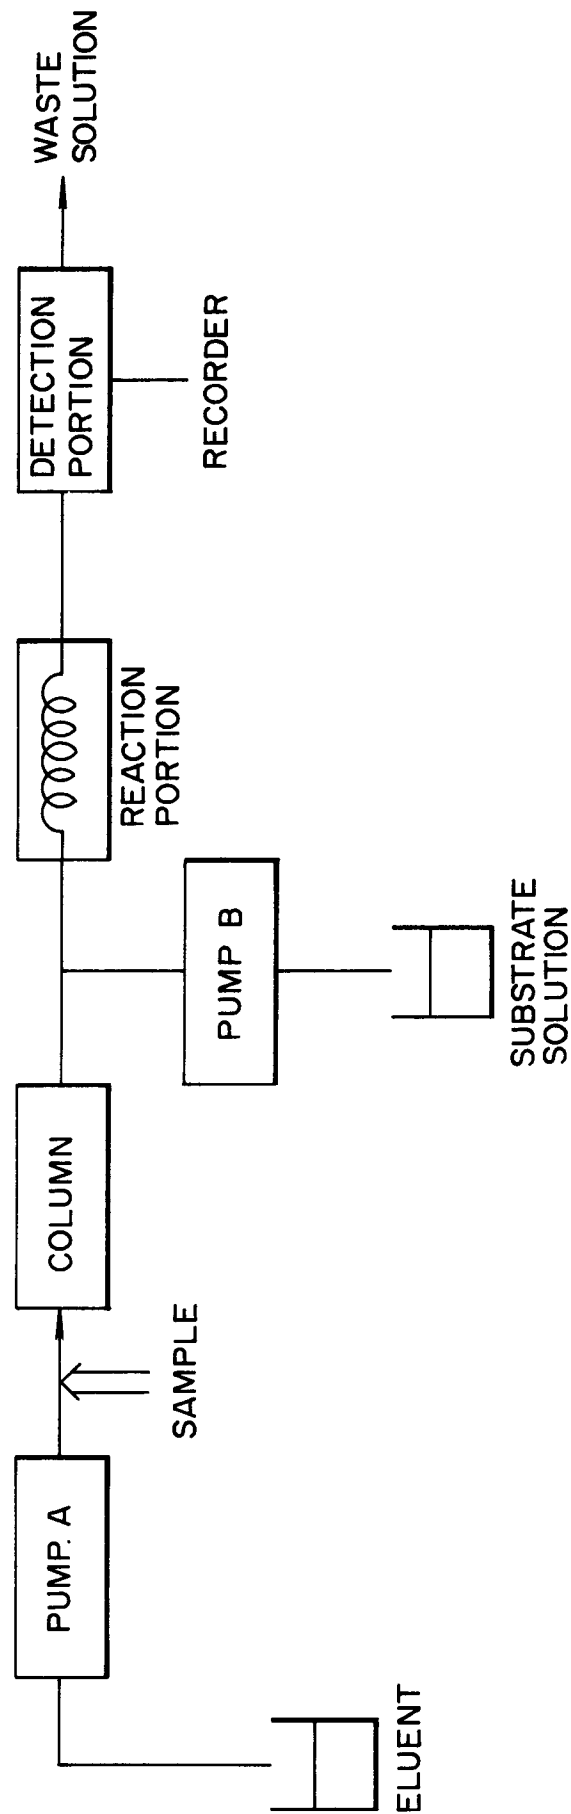 ELUENT
PUMP. A
SAMPLE
COLUMN
PUMP B
SUBSTRATE
SOLUTION
REACTION
PORTION
DETECTION
PORTION
RECORDER
WASTE
SOLUTION